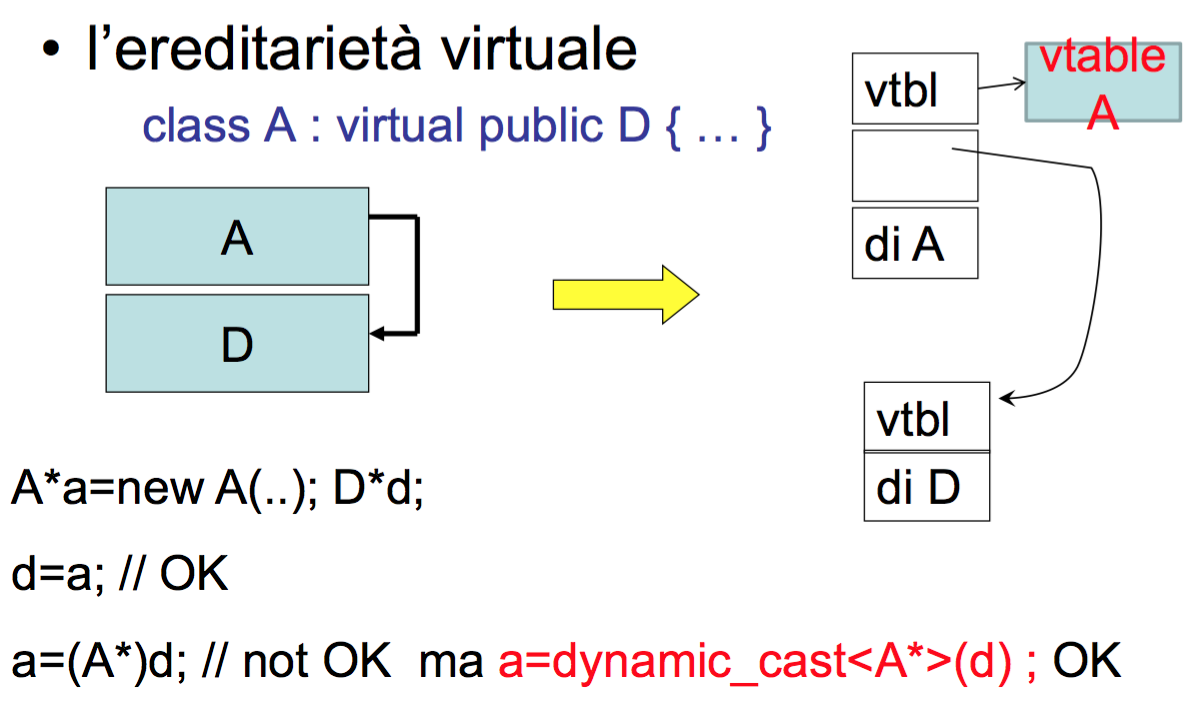 • l’ereditarietà virtuale
class A : virtual public D { … }
A
D
vtbl
vtable
A
di A
vtbl
di D
A*a=new A(..); D*d;
d=a; // OK
a=(A*)d; // not OK ma a=dynamic_cast<A*>(d) ; OK